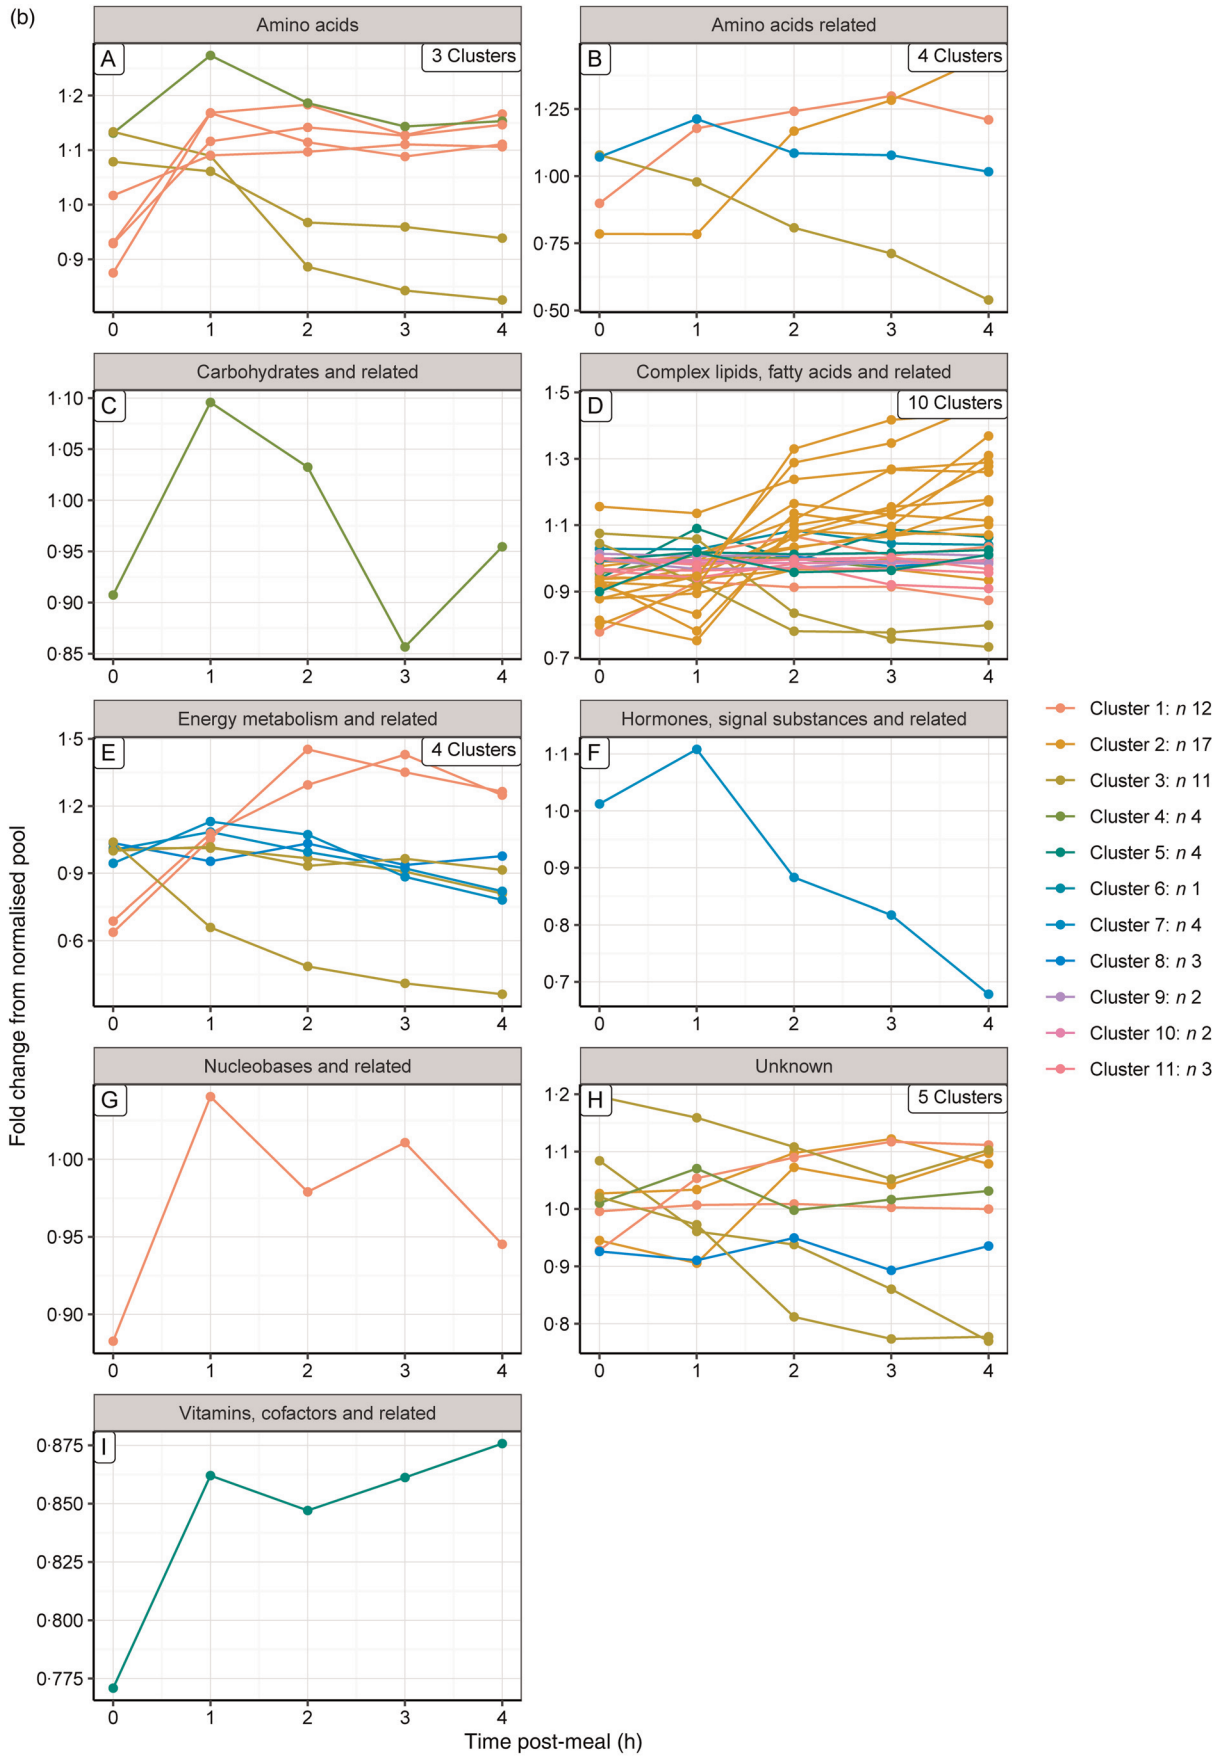 (b)
Amino acids
A
3 Clusters
1·2
1·1
1·0
0·9
0
1
2
3
4
Amino acids related
B
4 Clusters
1·25
1·00
0·75
0·50
0
1
2
3
4
Carbohydrates and related
C
1·10
1·05
1·00
0·95
0·90
0·85
0
1
2
3
4
Complex lipids, fatty acids and related
D
10 Clusters
1·5
1·3
1·1
0·9
0·7
0
1
2
3
4
Energy metabolism and related
E
4 Clusters
1·5
1·2
0·9
0·6
0
1
2
3
4
Hormones, signal substances and related
F
1·1
1·0
0·9
0·8
0·7
0
1
2
3
4
Nucleobases and related
G
1·00
0·95
0·90
0
1
2
3
4
Unknown
H
5 Clusters
1·2
1·1
1·0
0·9
0·8
0
1
2
3
4
Vitamins, cofactors and related
I
0·875
0·850
0·825
0·800
0·775
0
1
2
3
4
Fold change from normalised pool
Time post-meal (h)
Cluster 1: n 12
Cluster 2: n 17
Cluster 3: n 11
Cluster 4: n 4
Cluster 5: n 4
Cluster 6: n 1
Cluster 7: n 4
Cluster 8: n 3
Cluster 9: n 2
Cluster 10: n 2
Cluster 11: n 3